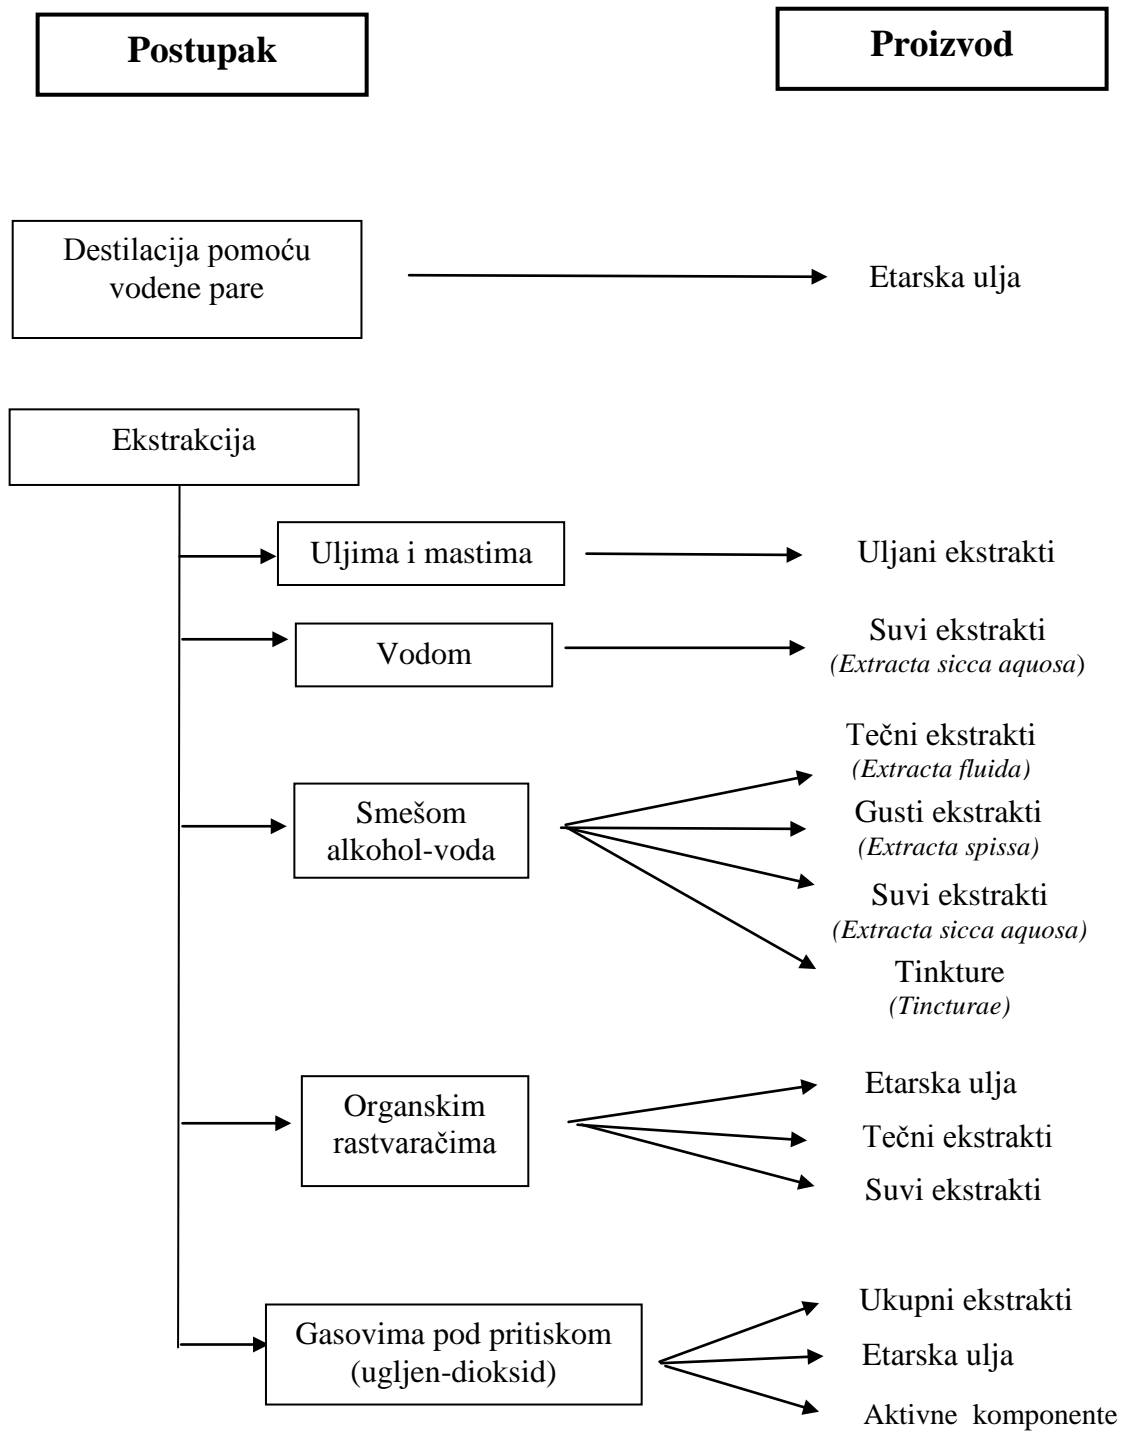 Postupak
Proizvod
Destilacija pomoću
vodene pare
Etarska ulja
Ekstrakcija
Uljima i mastima
Uljani ekstrakti
Vodom
Suvi ekstrakti
(Extracta sicca aquosa)
Smešom
alkohol-voda
Tečni ekstrakti
(Extracta fluida)
Gusti ekstrakti
(Extracta spissa)
Suvi ekstrakti
(Extracta sicca aquosa)
Tinkture
(Tincturae)
Organskim
rastvaračima
Etarska ulja
Tečni ekstrakti
Suvi ekstrakti
Gasovima pod pritiskom
(ugljen-dioksid)
Ukupni ekstrakti
Etarska ulja
Aktivne komponente